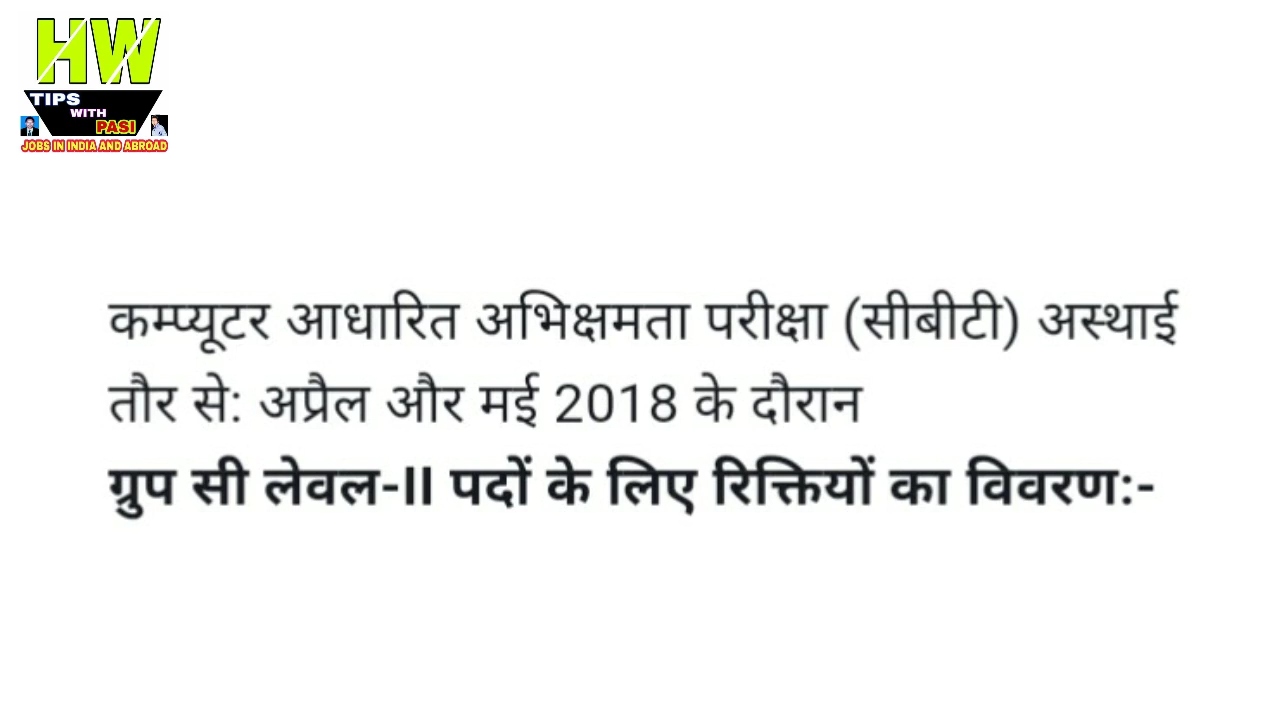 HW
TIPS
WITH
PASI
JOBS IN INDIA AND ABROAD
कम्प्यूटर आधारित अभिक्षमता परीक्षा (सीबीटी) अस्थाई
तौर से: अप्रैल और मई 2018 के दौरान
ग्रुप सी लेवल-II पदों के लिए रिक्तियों का विवरण:-